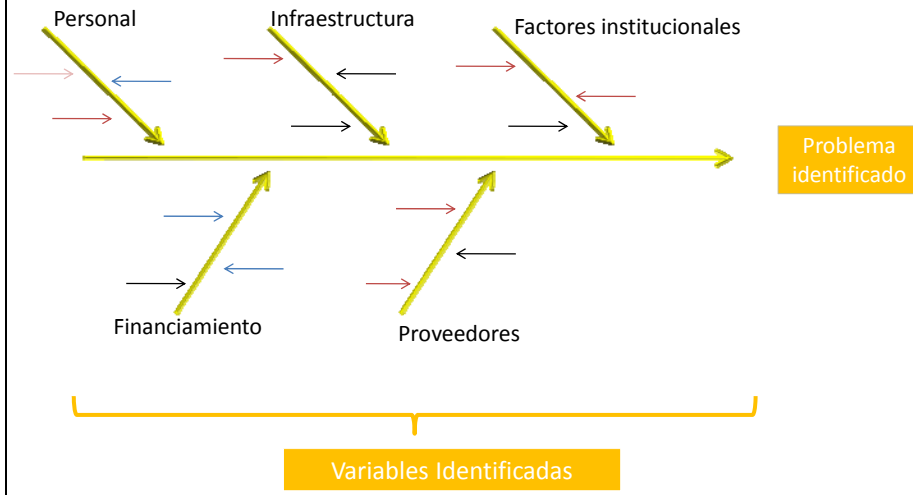 Personal
Infraestructura
Factores institucionales
Problema
identificado
Financiamiento
Proveedores
Variables Identificadas